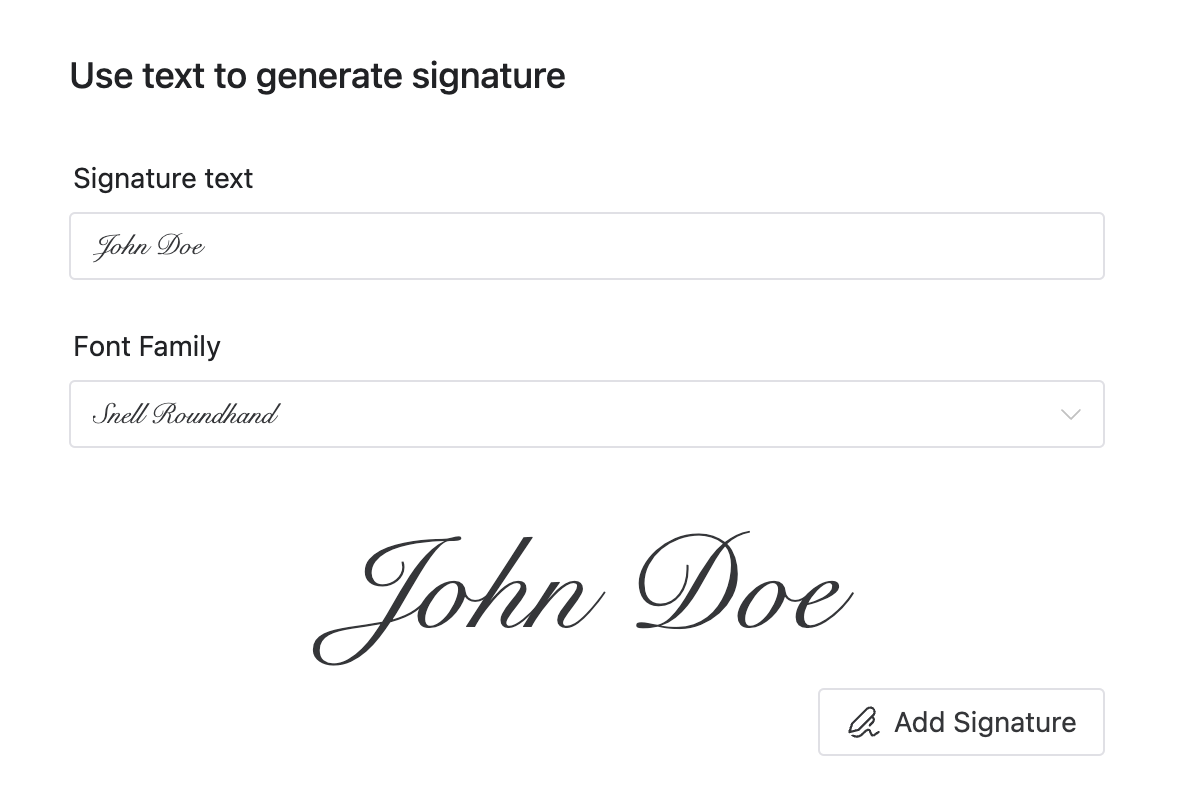 Use text to generate signature
Signature text
John Doe
Font Family
Snell Roundhand
John Doe
Add Signature